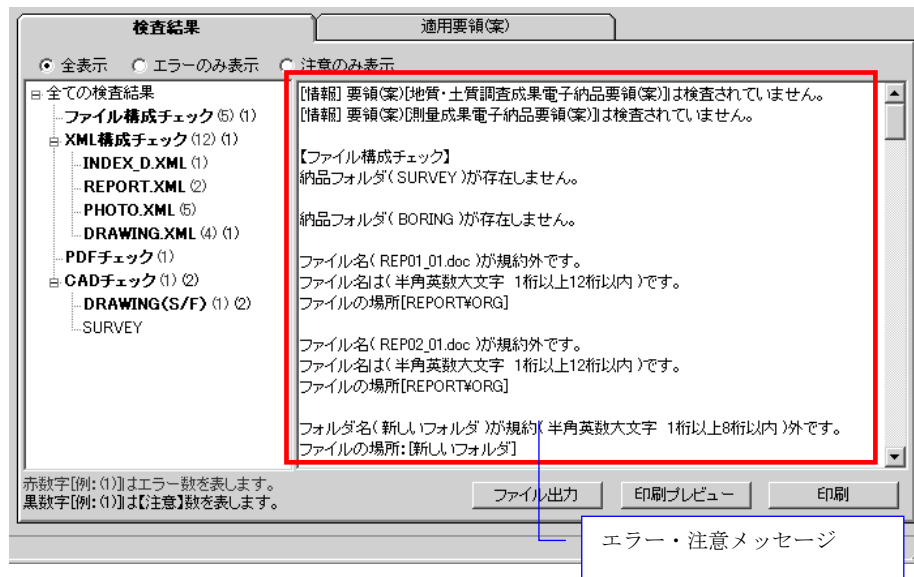 検査結果
適用要領(案)
全表示 エラーのみ表示 注意のみ表示
全ての検査結果
ファイル構成チェック (5) (1)
XML構成チェック (12) (1)
INDEX_D.XML (1)
REPORT.XML (2)
PHOTO.XML (5)
DRAWING.XML (4) (1)
PDFチェック (1)
CADチェック (1) (2)
DRAWING(S/F) (1) (2)
SURVEY
[情報] 要領(案)[地質・土質調査成果電子納品要領(案)]は検査されていません。
[情報] 要領(案)[測量成果電子納品要領(案)]は検査されていません。
【ファイル構成チェック】
納品フォルダ( SURVEY )が存在しません。
納品フォルダ( BORING )が存在しません。
ファイル名( REP01_01.doc )が規約外です。
ファイル名は( 半角英数大文字 1桁以上12桁以内 )です。
ファイルの場所[REPORT¥ORG]
ファイル名( REP02_01.doc )が規約外です。
ファイル名は( 半角英数大文字 1桁以上12桁以内 )です。
ファイルの場所[REPORT¥ORG]
フォルダ名( 新しいフォルダ )が規約( 半角英数大文字 1桁以上8桁以内 )外です。
ファイルの場所:[新しいフォルダ]
赤数字[例:(1)]はエラー数を表します。
黒数字[例:(1)]は【注意】数を表します。
ファイル出力
印刷プレビュー
印刷
エラー・注意メッセージ